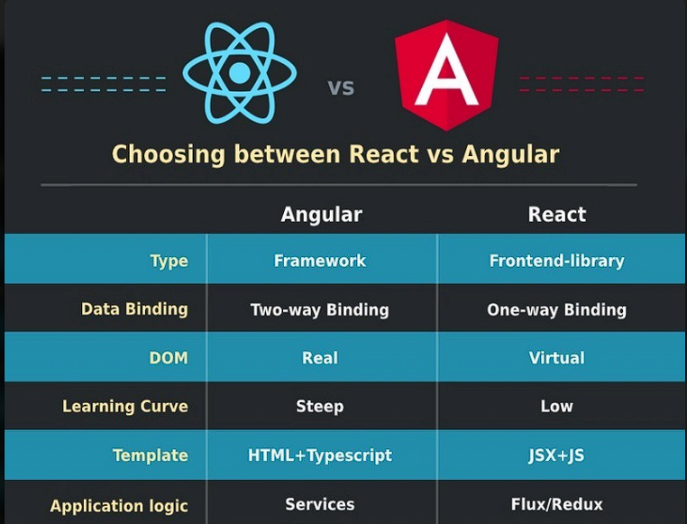 vs
A
Choosing between React vs Angular
Angular React
Type Framework Frontend-library
Data Binding Two-way Binding One-way Binding
DOM Real Virtual
Learning Curve Steep Low
Template HTML+Typescript JSX+JS
Application logic Services Flux/Redux